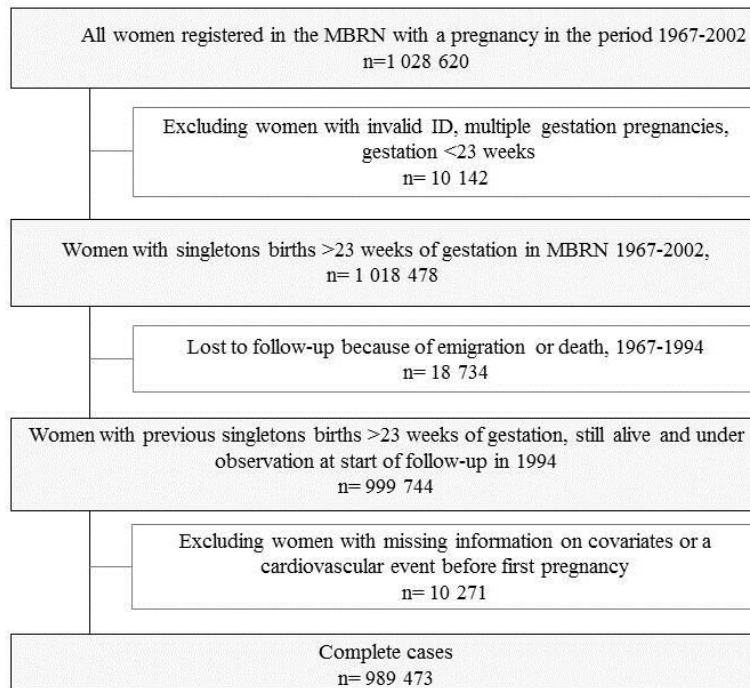 All women registered in the MBRN with a pregnancy in the period 1967-2002
n=1 028 620
Excluding women with invalid ID, multiple gestation pregnancies,
gestation <23 weeks
n= 10 142
Women with singletons births >23 weeks of gestation in MBRN 1967-2002,
n= 1 018 478
Lost to follow-up because of emigration or death, 1967-1994
n= 18 734
Women with previous singletons births >23 weeks of gestation, still alive and under
observation at start of follow-up in 1994
n= 999 744
Excluding women with missing information on covariates or a
cardiovascular event before first pregnancy
n= 10 271
Complete cases
n= 989 473